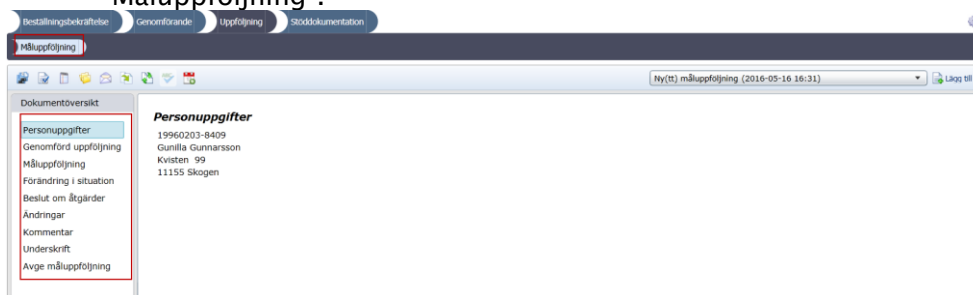 "Måluppföljning".
Beställningsbekräftelse Genomförande Uppföljning Stöddokumentation
Måluppföljning
Ny(tt) måluppföljning (2016-05-16 16:31) Lägg till
Dokumentöversikt
Personuppgifter
Genomförd uppföljning
Måluppföljning
Förändring i situation
Beslut om åtgärder
Ändringar
Kommentar
Underskrift
Avge måluppföljning
Personuppgifter
19960203-8409
Gunilla Gunnarsson
Kvisten 99
11155 Skogen